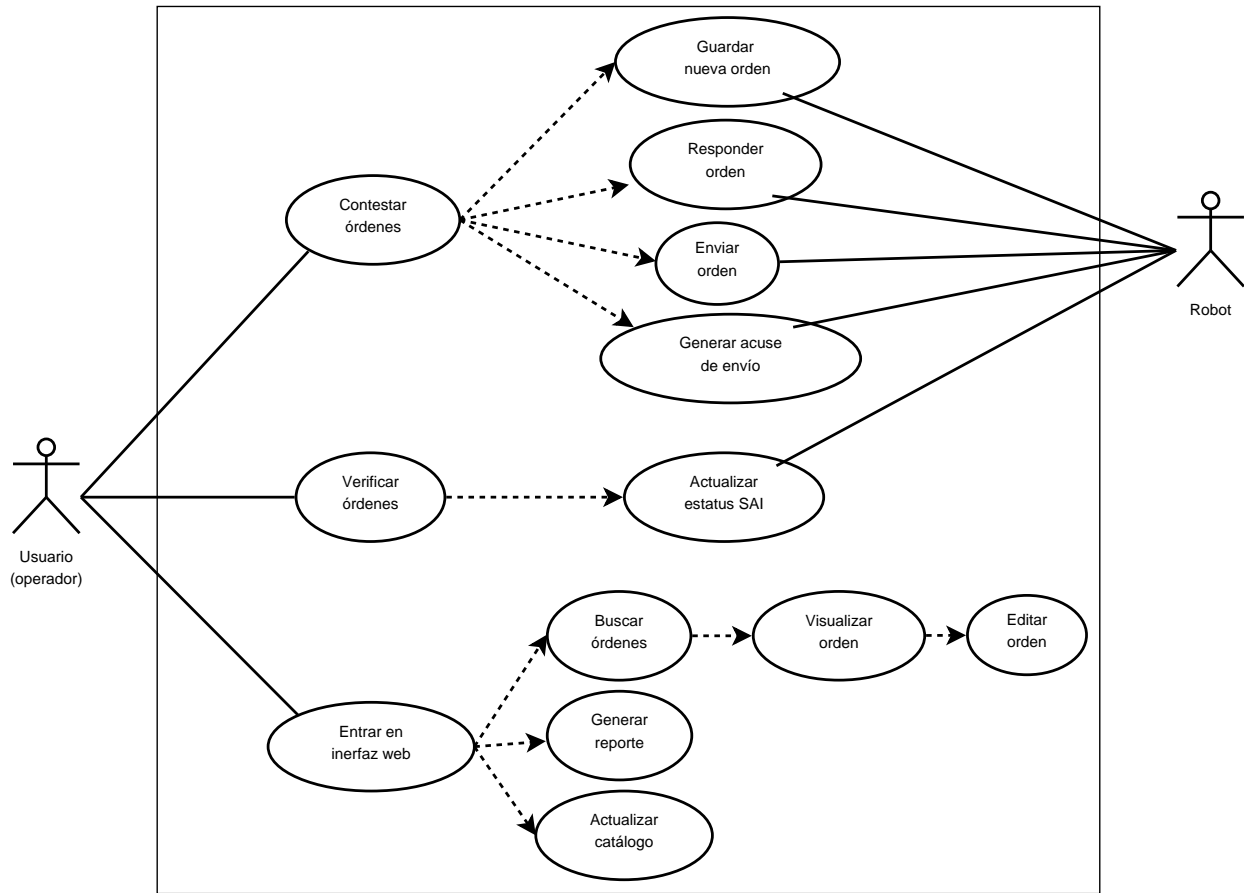 Guardar
nueva orden
Responder
orden
Contestar
órdenes
Enviar
orden
Robot
Generar acuse
de envío
Verificar
órdenes
Actualizar
estatus SAI
Usuario
(operador)
Buscar
órdenes
Visualizar
orden
Editar
orden
Entrar en
inerfaz web
Generar
reporte
Actualizar
catálogo